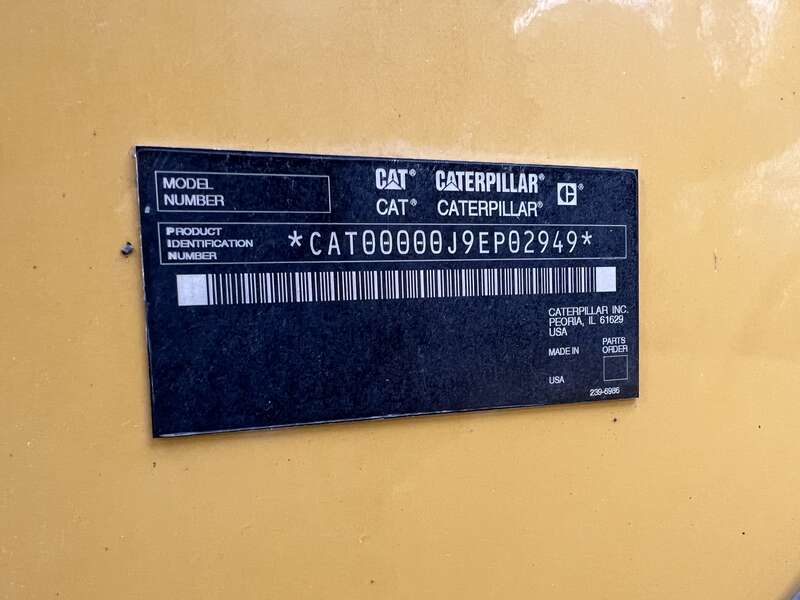 MODEL
NUMBER
CAT® CATERPILLAR® C®
CAT® CATERPILLAR®
PRODUCT
IDENTIFICATION
NUMBER
*CAT00000J9EP02949*
CATERPILLAR INC.
PEORIA, IL 61629
USA
MADE IN
USA
PARTS
ORDER
239-6986